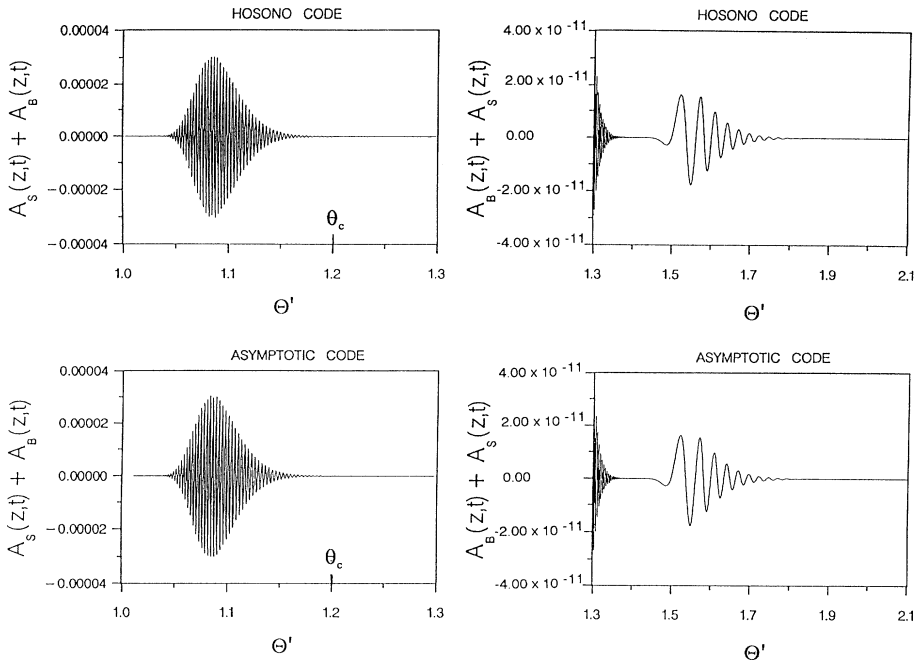 HOSONO CODE
A_S(z,t) + A_B(z,t)
0.00004
0.00002
0.00000
−0.00002
−0.00004
θ_c
1.0 1.1 1.2 1.3
Θ'
HOSONO CODE
A_B(z,t) + A_S(z,t)
4.00 x 10 ⁻¹¹
2.00 x 10 ⁻¹¹
0.00
-2.00 x 10 ⁻¹¹
-4.00 x 10 ⁻¹¹
1.3 1.5 1.7 1.9 2.1
Θ'
ASYMPTOTIC CODE
A_S(z,t) + A_B(z,t)
0.00004
0.00002
0.00000
−0.00002
−0.00004
θ_c
1.0 1.1 1.2 1.3
Θ'
ASYMPTOTIC CODE
A_B(z,t) + A_S(z,t)
4.00 x 10 ⁻¹¹
2.00 x 10 ⁻¹¹
0.00
-2.00 x 10 ⁻¹¹
-4.00 x 10 ⁻¹¹
1.3 1.5 1.7 1.9 2.1
Θ'